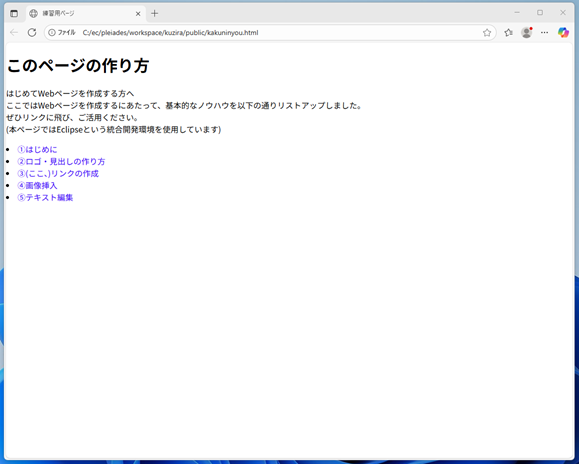 練習用ページ
ファイル C:/ec/pleiades/workspace/kuzira/public/kakuninyou.html
このページの作り方
はじめてWebページを作成する方へ
ここではWebページを作成するにあたって、基本的なノウハウを以下の通りリストアップしました。
ぜひリンクに飛び、ご活用ください。
(本ページではEclipseという統合開発環境を使用しています)
①はじめに
②ロゴ・見出しの作り方
③(ここ、)リンクの作成
④画像挿入
⑤テキスト編集